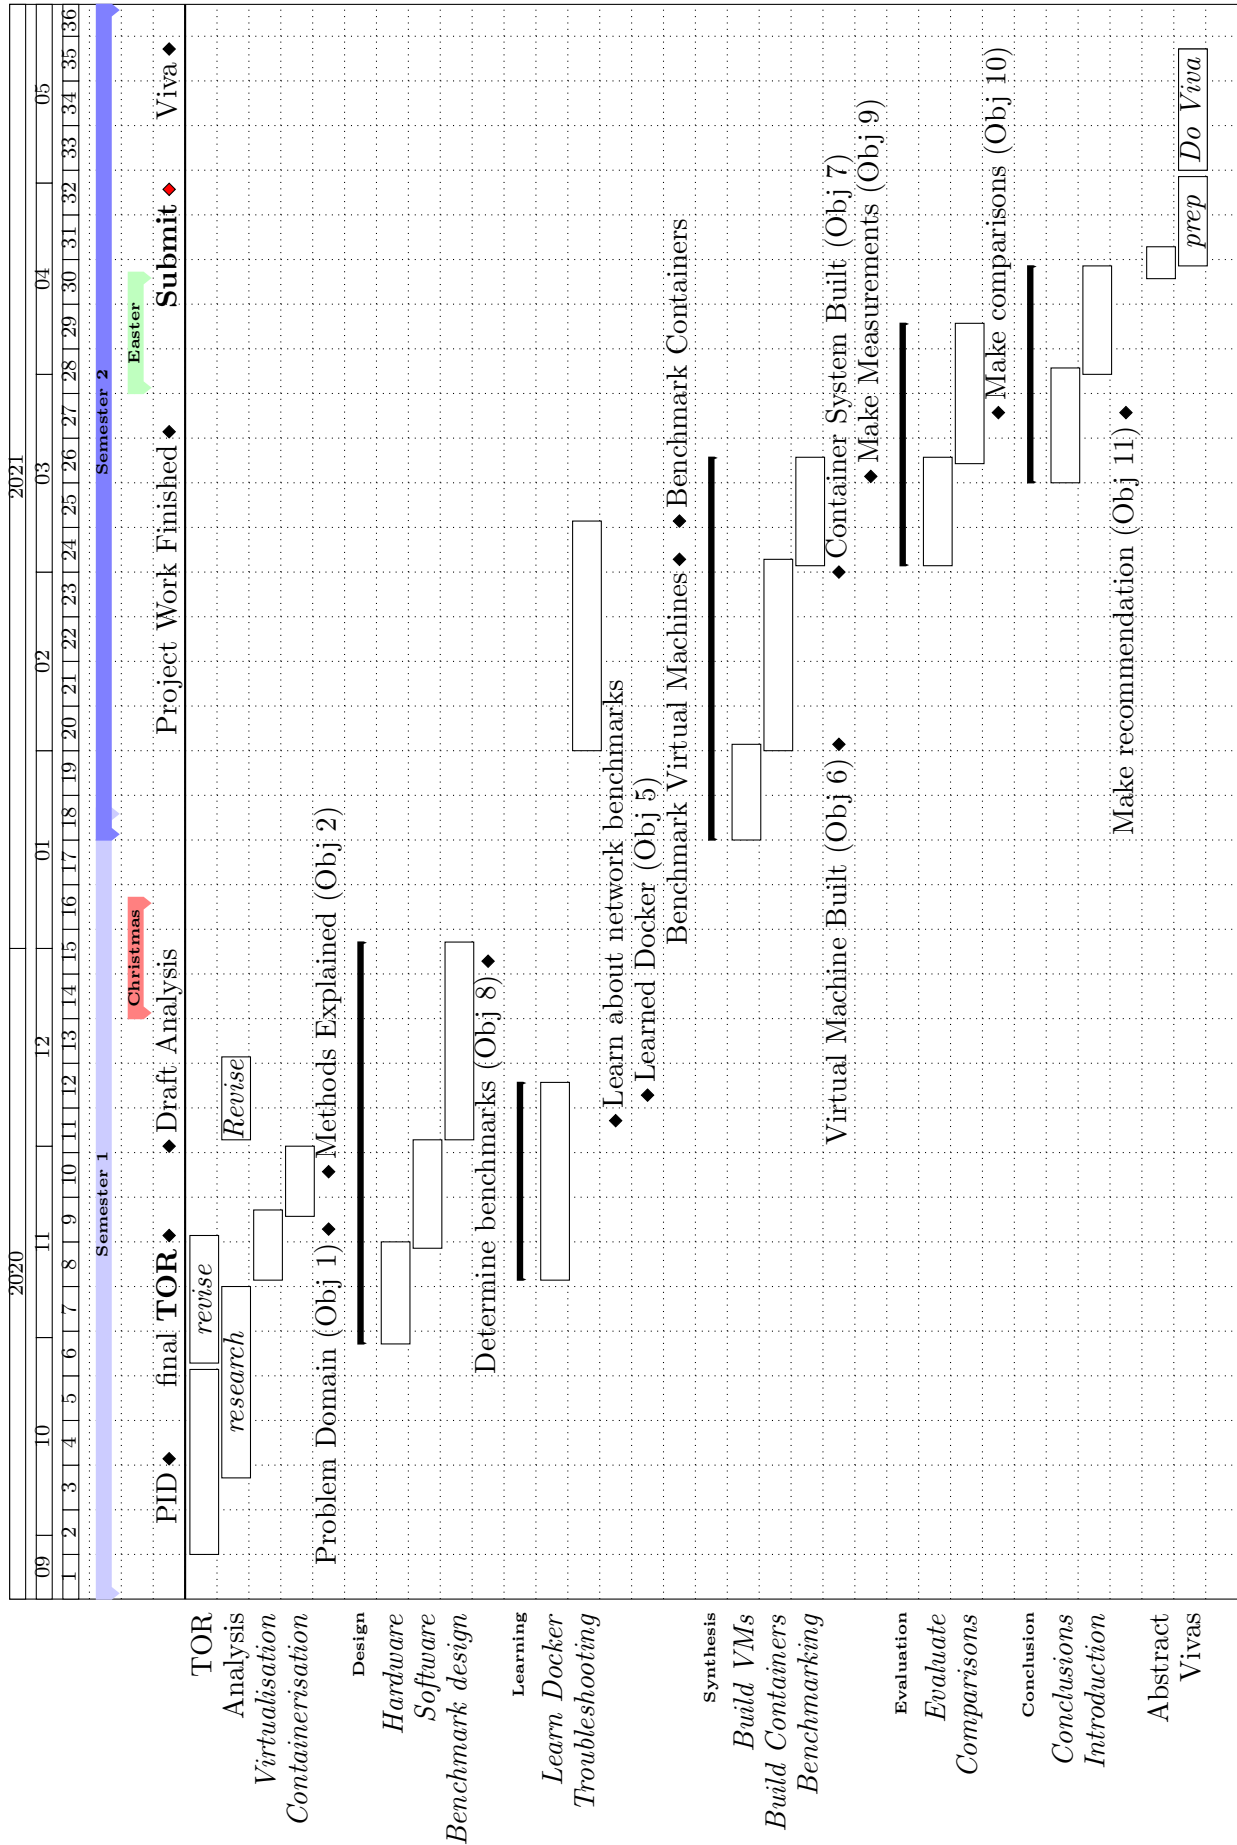 2020 2021
09 10 11 12 01 02 03 04 05
1 2 3 4 5 6 7 8 9 10 11 12 13 14 15 16 17 18 19 20 21 22 23 24 25 26 27 28 29 30 31 32 33 34 35 36
Semester 1 Semester 2
Christmas Easter
PID final TOR Draft Analysis Project Work Finished Submit Viva
TOR revise
Analysis research Revise
Virtualisation
Containerisation
Problem Domain (Obj 1) Methods Explained (Obj 2)
Design
Hardware
Software
Benchmark design
Determine benchmarks (Obj 8)
Learning
Learn Docker
Troubleshooting
Learn about network benchmarks
Learned Docker (Obj 5)
Benchmark Virtual Machines Benchmark Containers
Synthesis
Build VMs
Build Containers
Benchmarking
Virtual Machine Built (Obj 6) Container System Built (Obj 7)
Make Measurements (Obj 9)
Evaluation
Evaluate
Comparisons
Make comparisons (Obj 10)
Conclusion
Conclusions
Introduction
Make recommendation (Obj 11)
Abstract
Vivas prep Do Viva